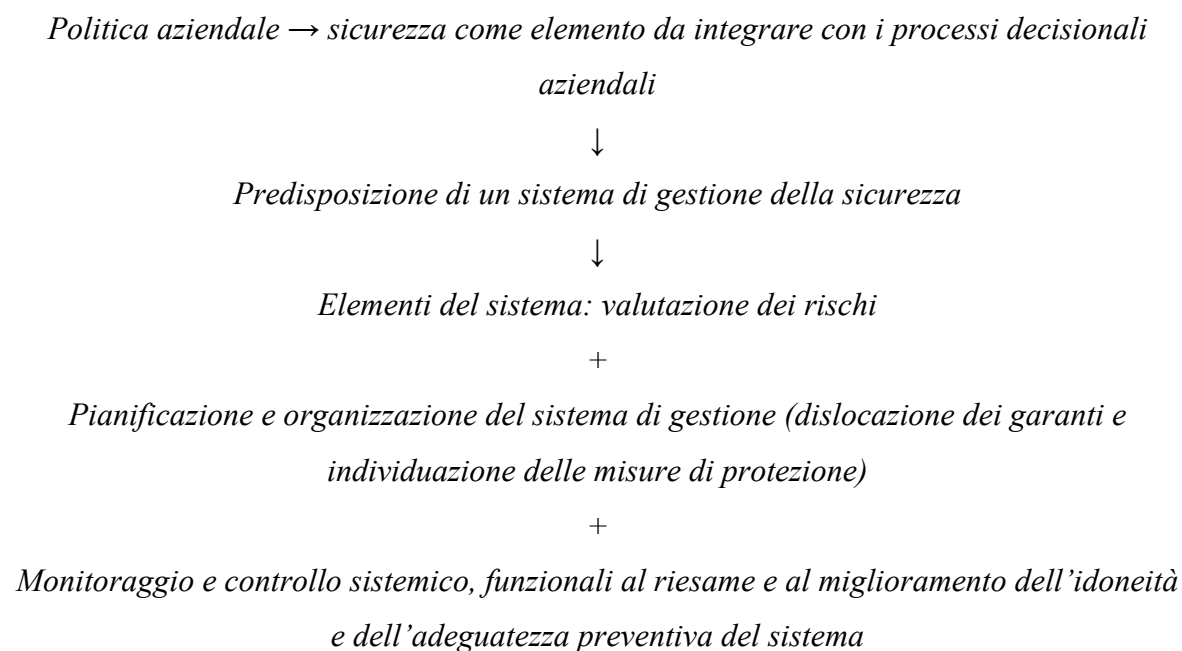 Politica aziendale → sicurezza come elemento da integrare con i processi decisionali
aziendali
↓
Predisposizione di un sistema di gestione della sicurezza
↓
Elementi del sistema: valutazione dei rischi
+
Pianificazione e organizzazione del sistema di gestione (dislocazione dei garanti e
individuazione delle misure di protezione)
+
Monitoraggio e controllo sistemico, funzionali al riesame e al miglioramento dell’idoneità
e dell’adeguatezza preventiva del sistema